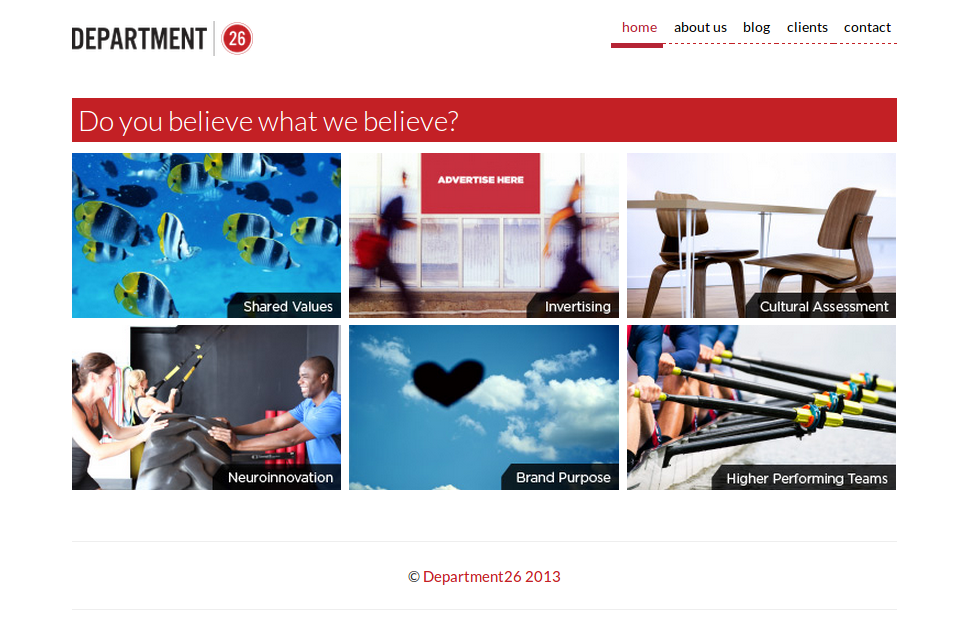 DEPARTMENT 26
home about us blog clients contact
Do you believe what we believe?
ADVERTISE HERE
Shared Values
Invertising
Cultural Assessment
Neuroinnovation
Brand Purpose
Higher Performing Teams
© Department26 2013